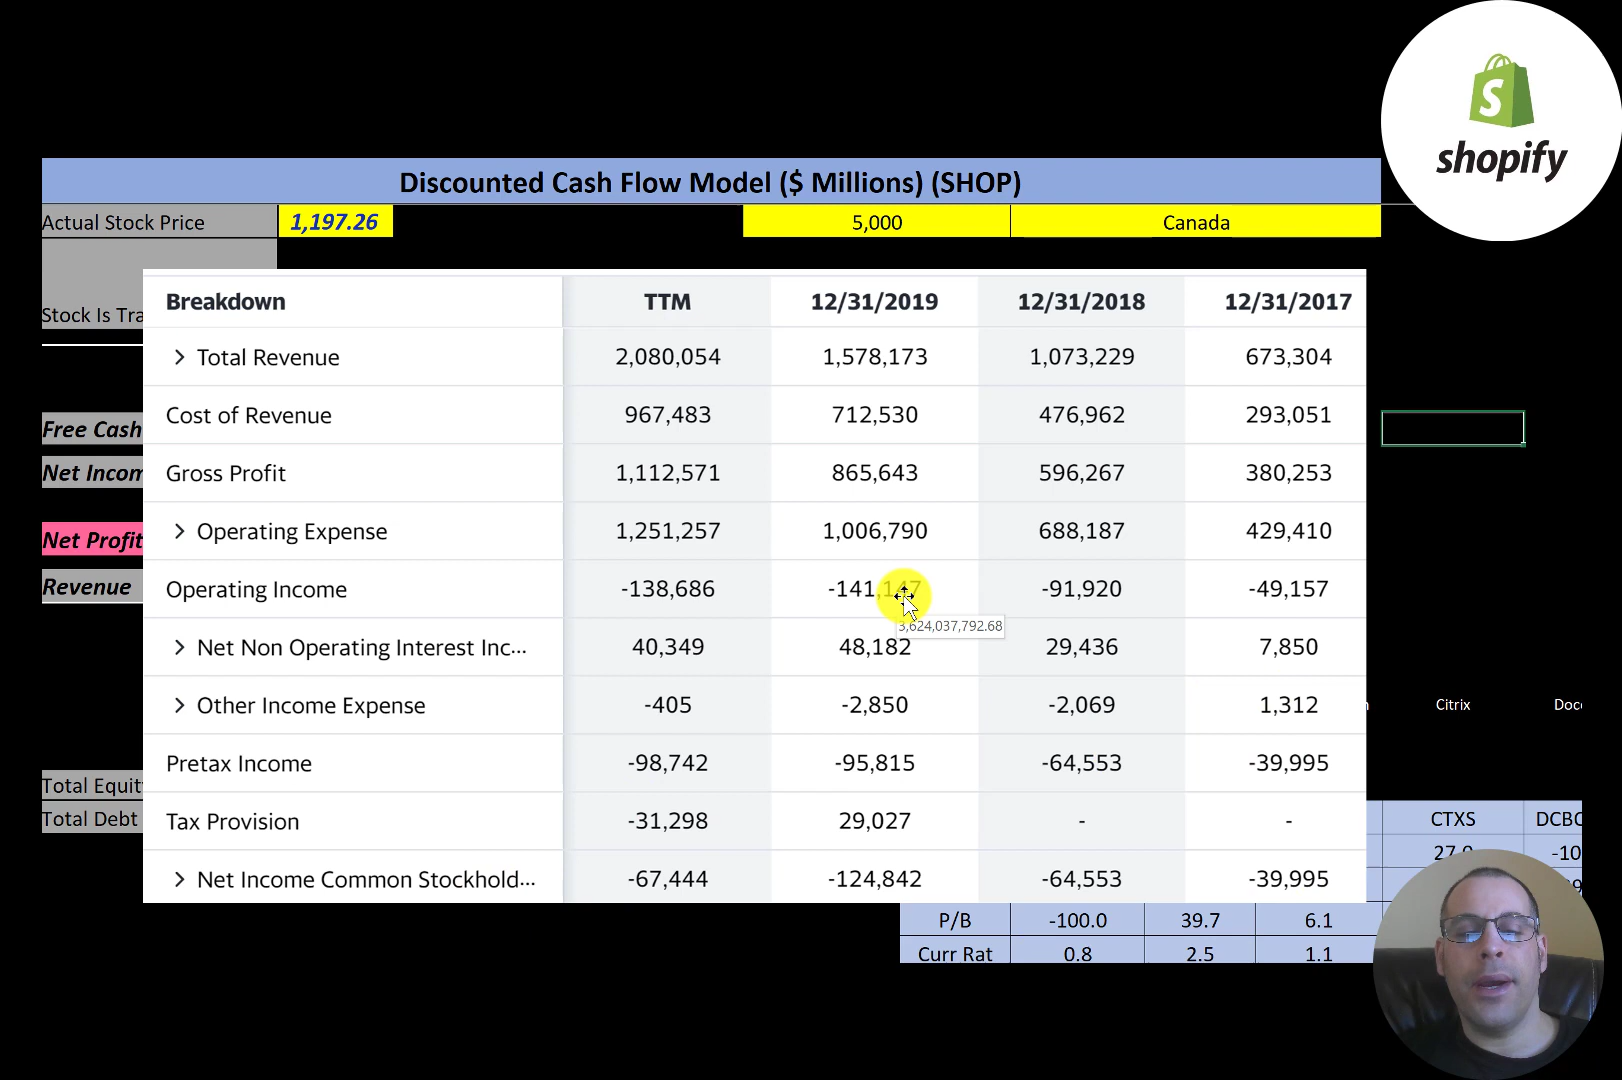 shopify
Discounted Cash Flow Model ($ Millions) (SHOP)
Actual Stock Price 1,197.26 5,000 Canada
Stock Is
Breakdown TTM 12/31/2019 12/31/2018 12/31/2017
Total Revenue 2,080,054 1,578,173 1,073,229 673,304
Cost of Revenue 967,483 712,530 476,962 293,051
Free Cash
Gross Profit 1,112,571 865,643 596,267 380,253
Net Incom
Operating Expense 1,251,257 1,006,790 688,187 429,410
Net Profit
Operating Income -138,686 -141,147 -91,920 -49,157
Revenue
3,624,037,792.68
Net Non Operating Interest Inc... 40,349 48,182 29,436 7,850
Other Income Expense -405 -2,850 -2,069 1,312
Citrix
Pretax Income -98,742 -95,815 -64,553 -39,995
Total Equit
Tax Provision -31,298 29,027 - -
Total Debt CTXS
Net Income Common Stockhold... -67,444 -124,842 -64,553 -39,995
P/B -100.0 39.7 6.1
Curr Rat 0.8 2.5 1.1